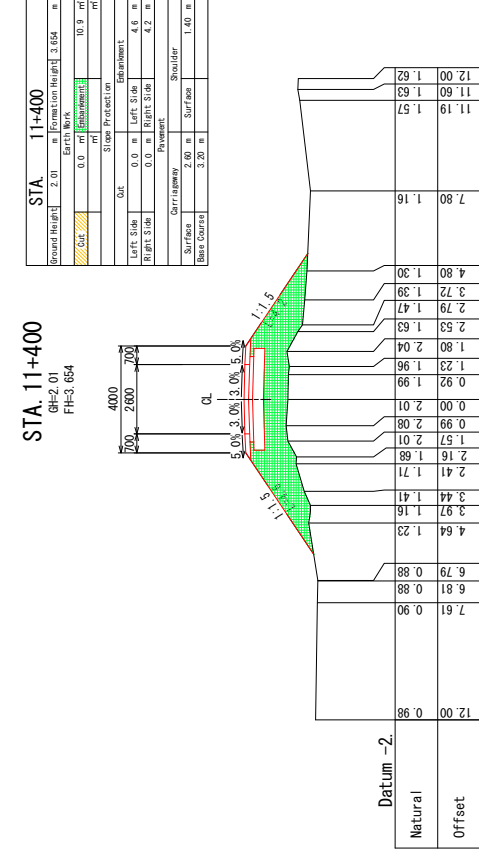 STA. 11+400
GH=2.01
FH=3.654
STA. 11+400
Ground Height 2.01 m Formation Height 3.654 m
Earth Work
Cut 0.0 ㎡ Embankment 10.9 ㎡
㎡ ㎡
Slope Protection
Cut Embankment
Left Side 0.0 m Left Side 4.6 m
Right Side 0.0 m Right Side 4.2 m
Pavement
Carriageway Shoulder
Surface 2.60 m Surface 1.40 m
Base Course 3.20 m
4000
700 2600 700
CL
5.0% 3.0% 3.0% 5.0%
1:1.5 1:1.5
Datum -2.
Natural 0.98 0.90 0.88 0.88 1.23 1.16 1.41 1.71 1.68 2.01 2.08 2.01 1.99 1.96 2.04 1.63 1.47 1.39 1.30 1.16 1.57 1.63 1.62
Offset 12.00 7.61 6.81 6.79 4.64 3.97 3.44 2.41 2.16 1.57 0.99 0.00 0.92 1.23 1.80 2.53 2.79 3.72 4.80 7.80 11.19 11.60 12.00